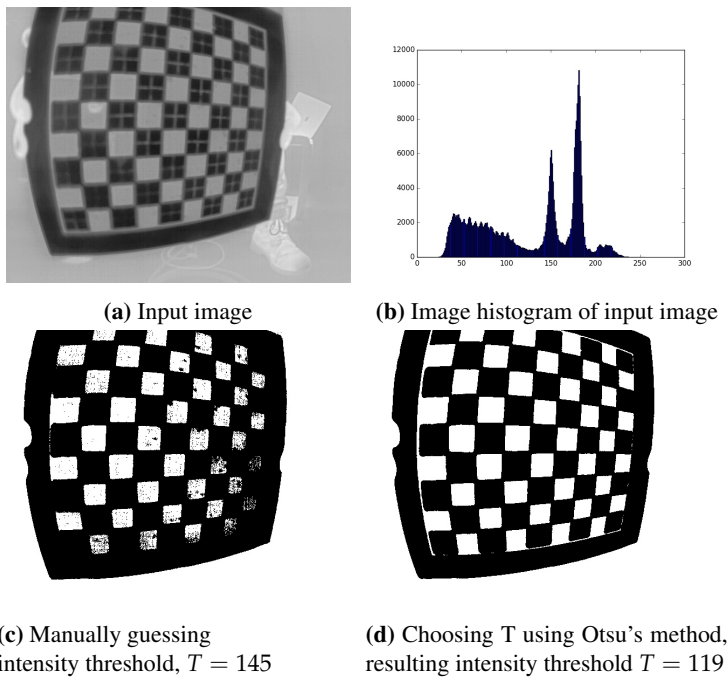 12000
10000
8000
6000
4000
2000
0
0 50 100 150 200 250 300
(a) Input image
(b) Image histogram of input image
(c) Manually guessing
intensity threshold, T = 145
(d) Choosing T using Otsu's method,
resulting intensity threshold T = 119